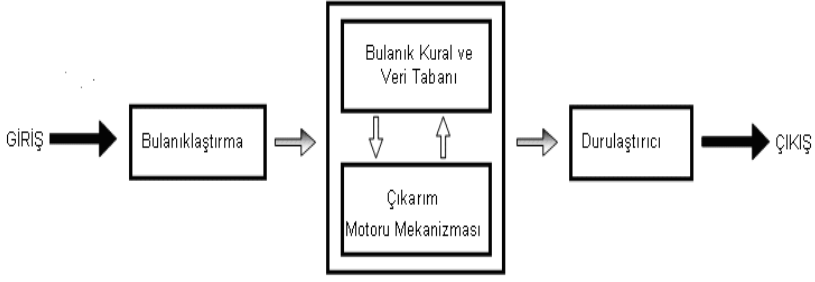 GİRİŞ
Bulanıklaştırma
Bulanık Kural ve
Veri Tabanı
Çıkarım
Motoru Mekanizması
Durulaştırıcı
ÇIKIŞ